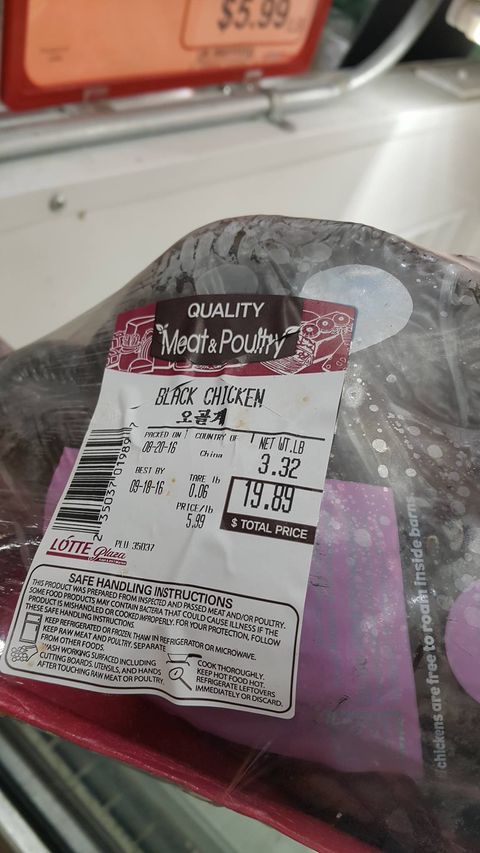 $5.99
QUALITY
Meat & Poultry
BLACK CHICKEN
오골계
PACKED ON COUNTRY OF NET WT.LB
08-20-16 China 3.32
BEST BY TARE lb
09-18-16 0.06 19.89
PRICE/lb $ TOTAL PRICE
5.99
2 35037 01989 7
LOTTE Plaza PLU 35037
SAFE HANDLING INSTRUCTIONS
THIS PRODUCT WAS PREPARED FROM INSPECTED AND PASSED MEAT AND/OR POULTRY.
SOME FOOD PRODUCTS MAY CONTAIN BACTERIA THAT COULD CAUSE ILLNESS IF THE
PRODUCT IS MISHANDLED OR COOKED IMPROPERLY. FOR YOUR PROTECTION, FOLLOW
THESE SAFE HANDLING INSTRUCTIONS.
KEEP REFRIGERATED OR FROZEN. THAW IN REFRIGERATOR OR MICROWAVE.
KEEP RAW MEAT AND POULTRY SEPARATE
FROM OTHER FOODS.
WASH WORKING SURFACES INCLUDING
CUTTING BOARDS, UTENSILS, AND HANDS
AFTER TOUCHING RAW MEAT OR POULTRY.
COOK THOROUGHLY.
KEEP HOT FOOD HOT.
REFRIGERATE LEFTOVERS
IMMEDIATELY OR DISCARD.
chickens are free to roam inside barns